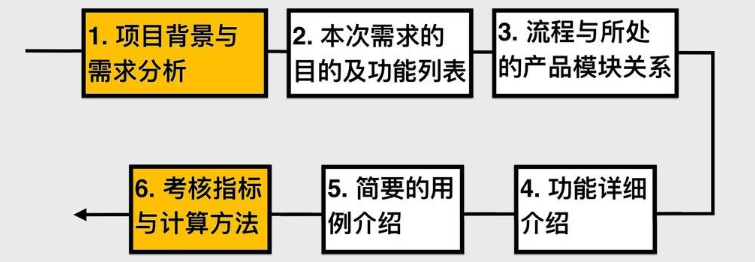 1. 项目背景与
需求分析
2. 本次需求的
目的及功能列表
3. 流程与所处
的产品模块关系
4. 功能详细
介绍
5. 简要的用
例介绍
6. 考核指标
与计算方法